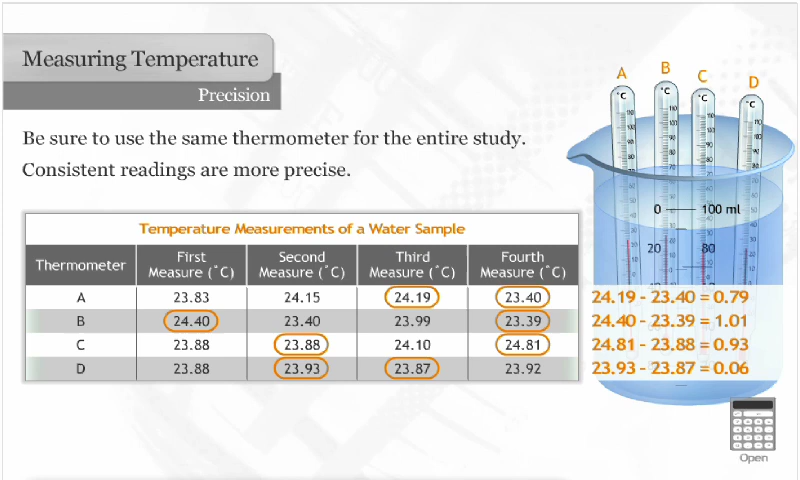 Measuring Temperature
Precision
Be sure to use the same thermometer for the entire study.
Consistent readings are more precise.
Temperature Measurements of a Water Sample
Thermometer First Measure (˚C) Second Measure (˚C) Third Measure (˚C) Fourth Measure (˚C)
A 23.83 24.15 24.19 23.40
B 24.40 23.40 23.99 23.39
C 23.88 23.88 24.10 24.81
D 23.88 23.93 23.87 23.92
A B C D
˚C ˚C ˚C ˚C
0 100 ml
20 80
24.19 - 23.40 = 0.79
24.40 - 23.39 = 1.01
24.81 - 23.88 = 0.93
23.93 - 23.87 = 0.06
Open